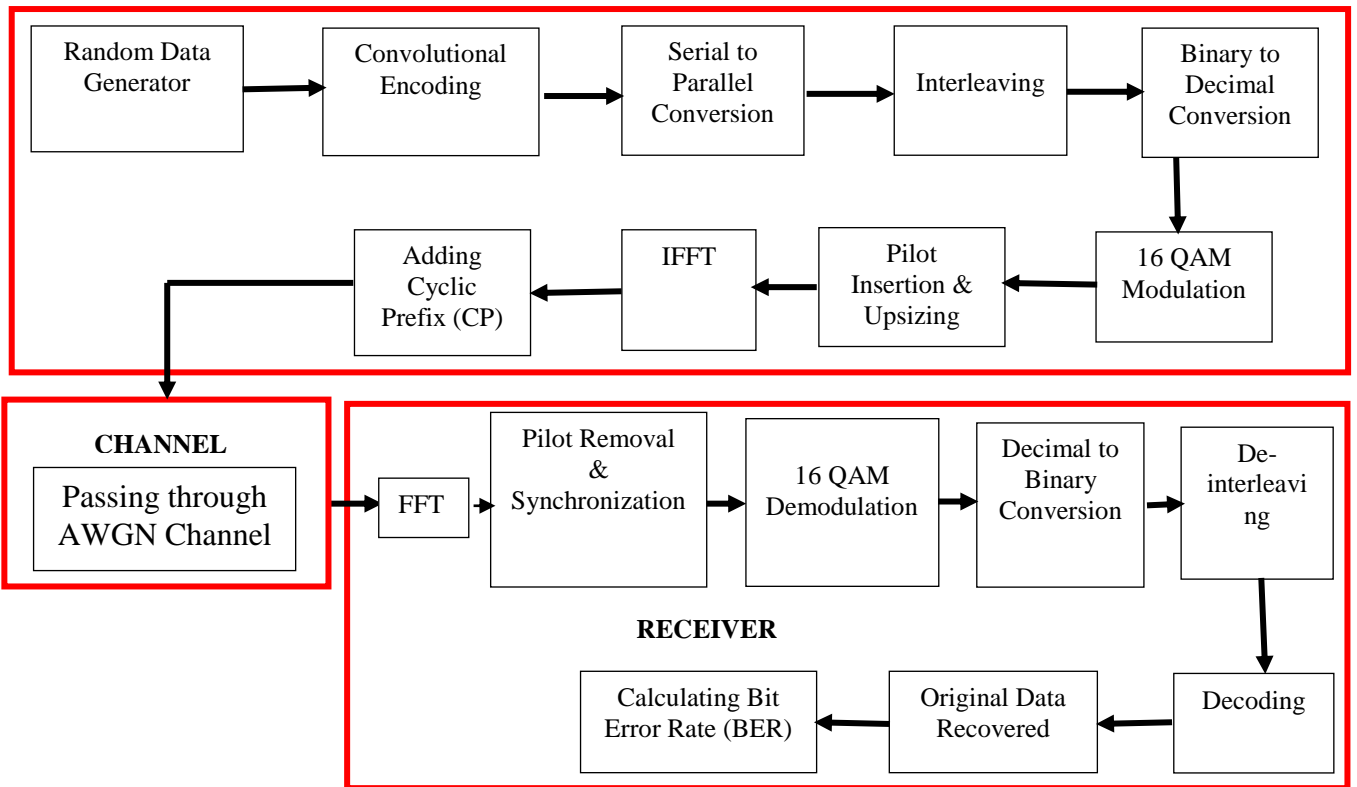 Random Data
Generator
Convolutional
Encoding
Serial to
Parallel
Conversion
Interleaving
Binary to
Decimal
Conversion
16 QAM
Modulation
Pilot
Insertion &
Upsizing
IFFT
Adding
Cyclic
Prefix (CP)
CHANNEL
Passing through
AWGN Channel
FFT
Pilot Removal
&
Synchronization
16 QAM
Demodulation
Decimal to
Binary
Conversion
De-
interleavi
ng
RECEIVER
Decoding
Original Data
Recovered
Calculating Bit
Error Rate (BER)